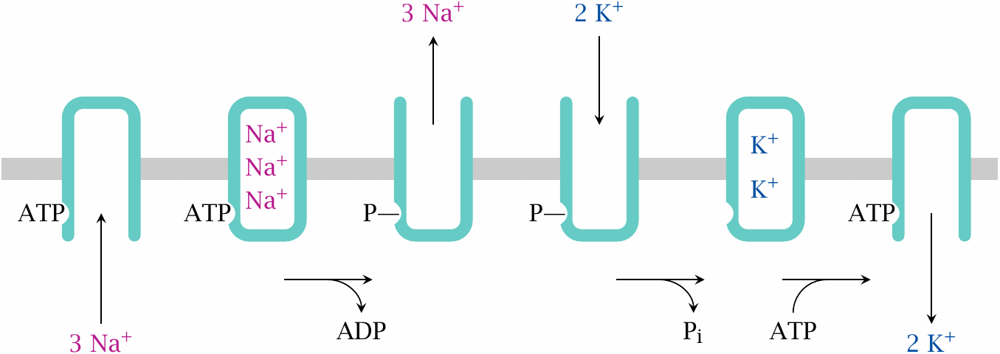 3 Na⁺
2 K⁺
Na⁺
Na⁺
Na⁺
K⁺
K⁺
ATP
ATP
P
P
ATP
ADP
Pᵢ
ATP
3 Na⁺
2 K⁺